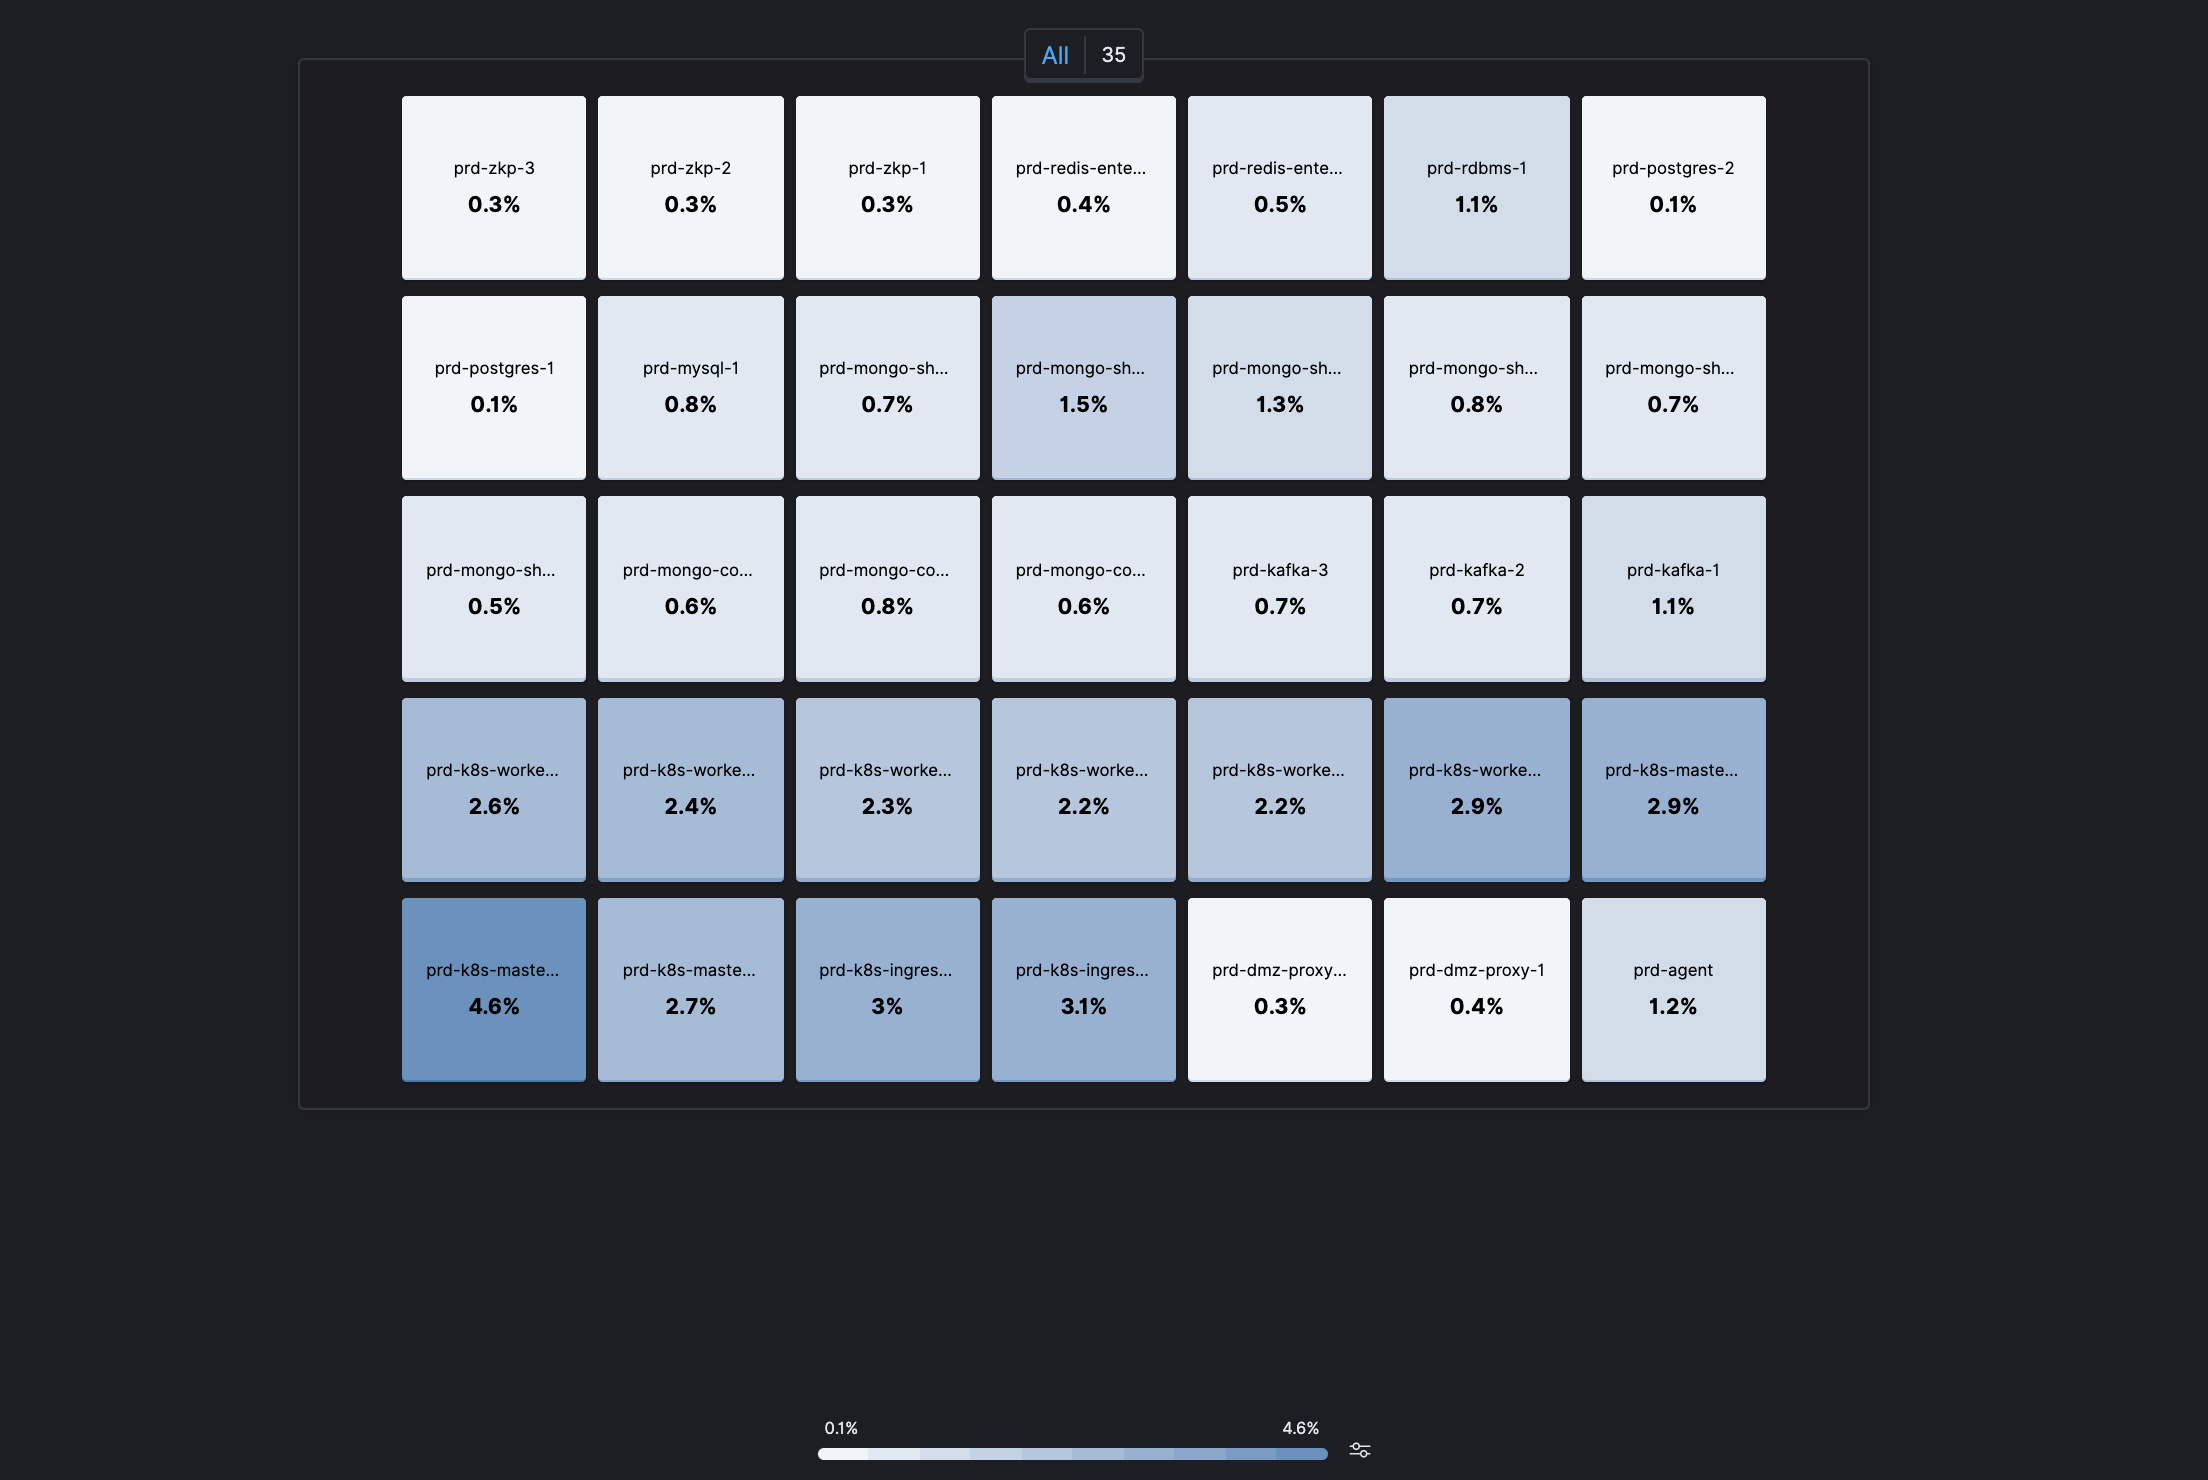 All 35
prd-zkp-3
0.3%
prd-zkp-2
0.3%
prd-zkp-1
0.3%
prd-redis-ente...
0.4%
prd-redis-ente...
0.5%
prd-rdbms-1
1.1%
prd-postgres-2
0.1%
prd-postgres-1
0.1%
prd-mysql-1
0.8%
prd-mongo-sh...
0.7%
prd-mongo-sh...
1.5%
prd-mongo-sh...
1.3%
prd-mongo-sh...
0.8%
prd-mongo-sh...
0.7%
prd-mongo-sh...
0.5%
prd-mongo-co...
0.6%
prd-mongo-co...
0.8%
prd-mongo-co...
0.6%
prd-kafka-3
0.7%
prd-kafka-2
0.7%
prd-kafka-1
1.1%
prd-k8s-worke...
2.6%
prd-k8s-worke...
2.4%
prd-k8s-worke...
2.3%
prd-k8s-worke...
2.2%
prd-k8s-worke...
2.2%
prd-k8s-worke...
2.9%
prd-k8s-maste...
2.9%
prd-k8s-maste...
4.6%
prd-k8s-maste...
2.7%
prd-k8s-ingres...
3%
prd-k8s-ingres...
3.1%
prd-dmz-proxy...
0.3%
prd-dmz-proxy-1
0.4%
prd-agent
1.2%
0.1% 4.6%